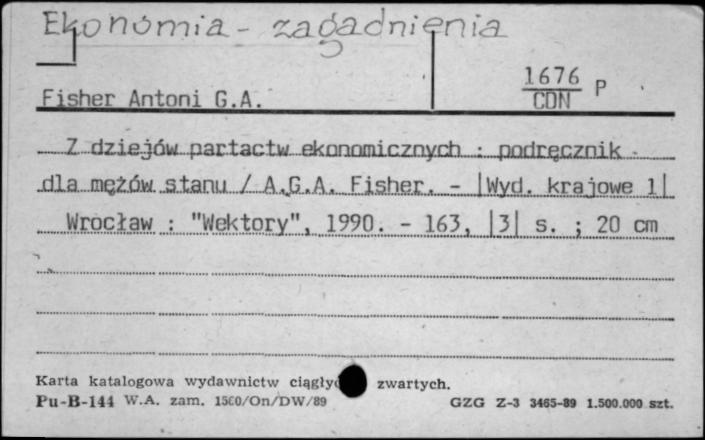 Ekonomia - zagadnienia
1676 P
CDN
Fisher Antoni G.A.
Z dziejów partactw ekonomicznych : podręcznik
dla mężów stanu / A.G.A. Fisher. - |Wyd. krajowe 1|
Wrocław : "Wektory", 1990. - 163, |3| s. ; 20 cm
Karta katalogowa wydawnictw zwartych.
Pu-B-144 W.A. zam. 1500/On/DW/89 GZG Z-3 3465-89 1.500.000 szt.